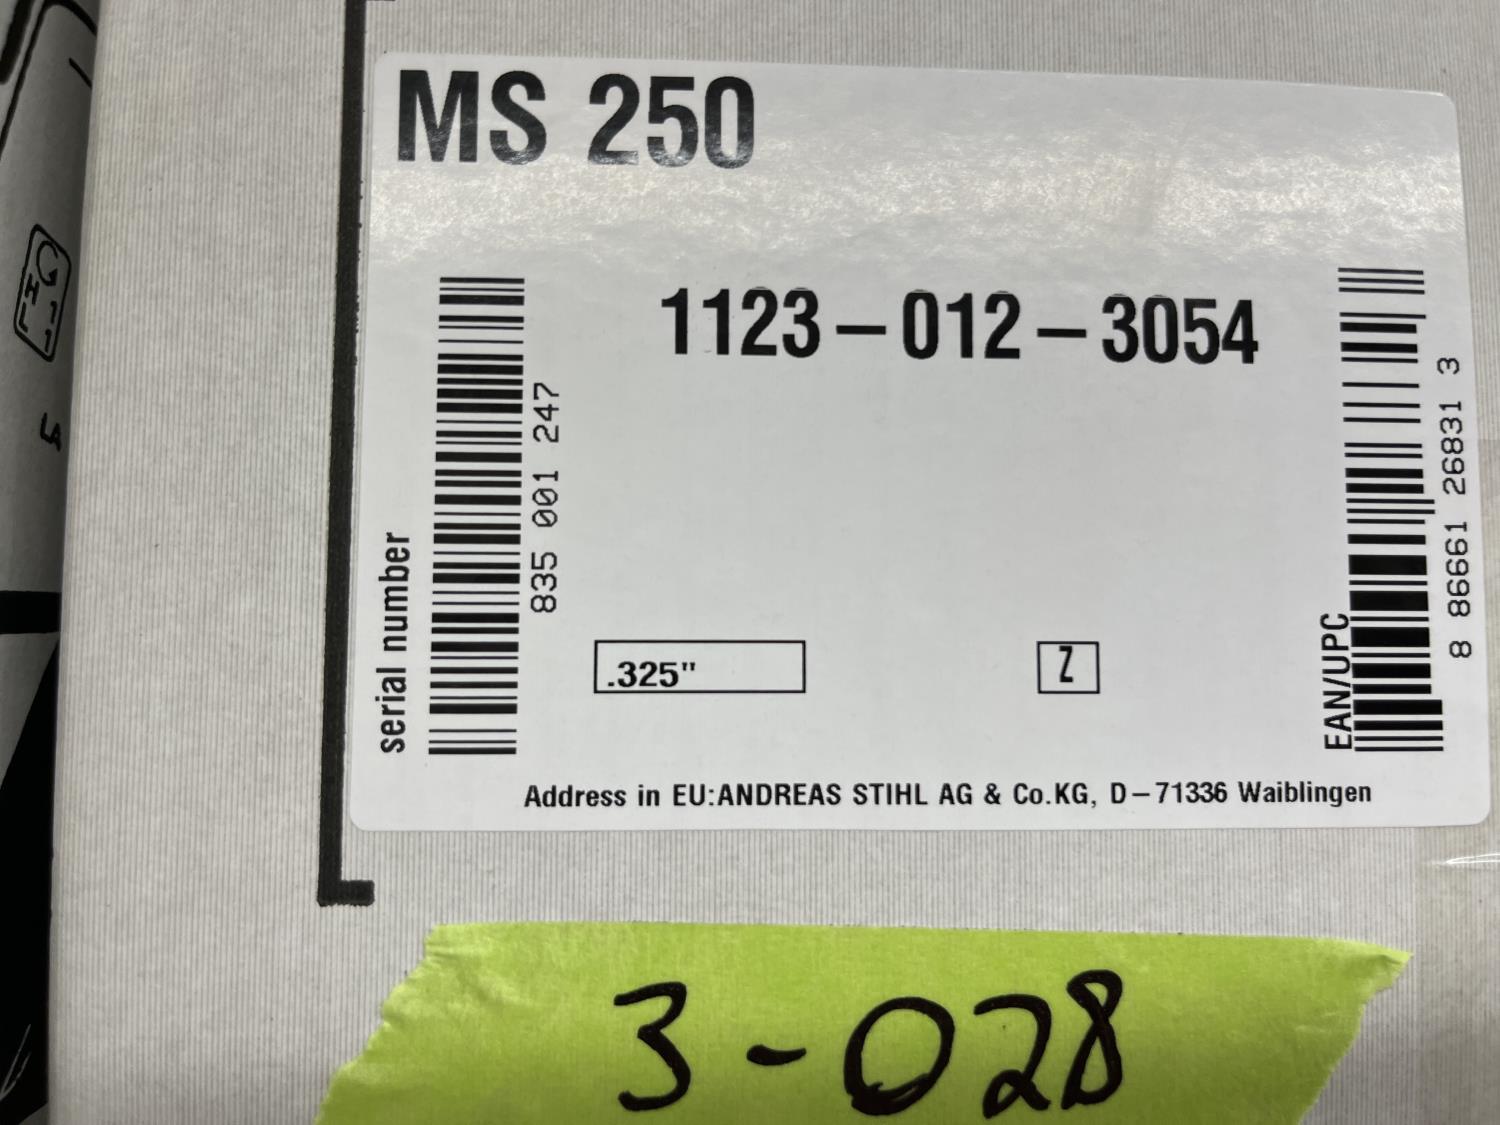 MS 250
1123-012-3054
serial number
835 001 247
.325"
Z
EAN/UPC
8 86661 26831 3
Address in EU:ANDREAS STIHL AG & Co.KG, D-71336 Waiblingen
3-028
STIHL